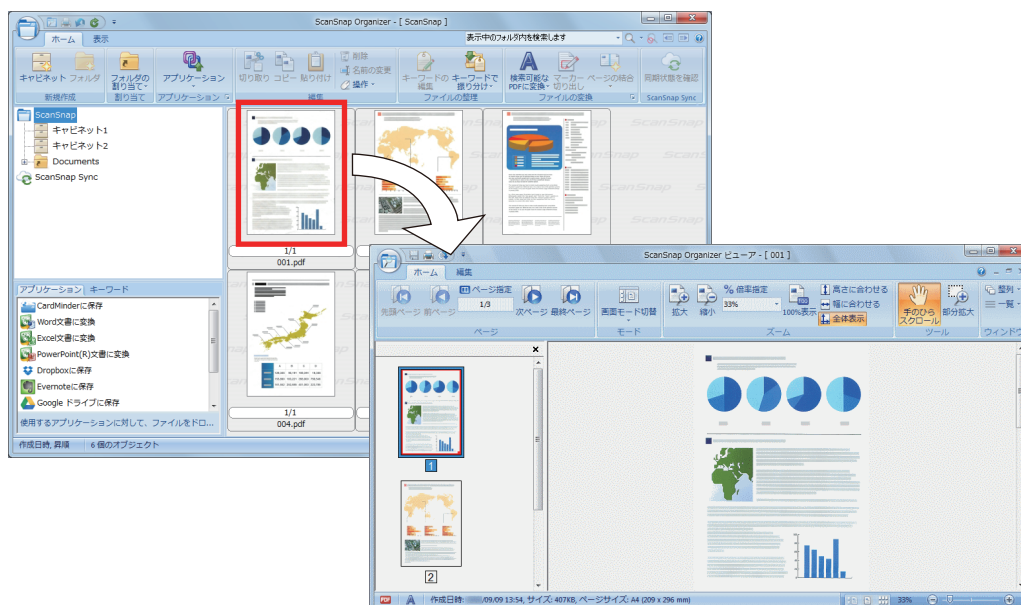 ScanSnap Organizer - [ ScanSnap ]
ホーム 表示
表示中のフォルダ内を検索します
キャビネット フォルダ フォルダの割り当て アプリケーション 切り取り コピー 貼り付け 削除 名前の変更 操作 キーワードの編集 キーワードで振り分け 検索可能なPDFに変換 マーカー切り出し ページの結合 同期状態を確認
新規作成 割り当て アプリケーション 編集 ファイルの整理 ファイルの変換 ScanSnap Sync
ScanSnap
キャビネット1
キャビネット2
Documents
ScanSnap Sync
1/1
001.pdf
アプリケーション キーワード
CardMinderに保存
Word文書に変換
Excel文書に変換
PowerPoint(R)文書に変換
Dropboxに保存
Evernoteに保存
Google ドライブに保存
使用するアプリケーションに対して、ファイルをドロ...
1/1
004.pdf
作成日時, 昇順 6 個のオブジェクト
ScanSnap Organizer ビューア - [ 001 ]
ホーム 編集
先頭ページ 前ページ ページ指定 1/3 次ページ 最終ページ 画面モード切替 拡大 縮小 % 倍率指定 33% 100%表示 高さに合わせる 幅に合わせる 全体表示 手のひらスクロール 部分拡大 整列 一覧
ページ モード ズーム ツール ウィンドウ
1
2
作成日時: /09/09 13:54, サイズ: 407KB, ページサイズ: A4 (209 x 296 mm) 33%